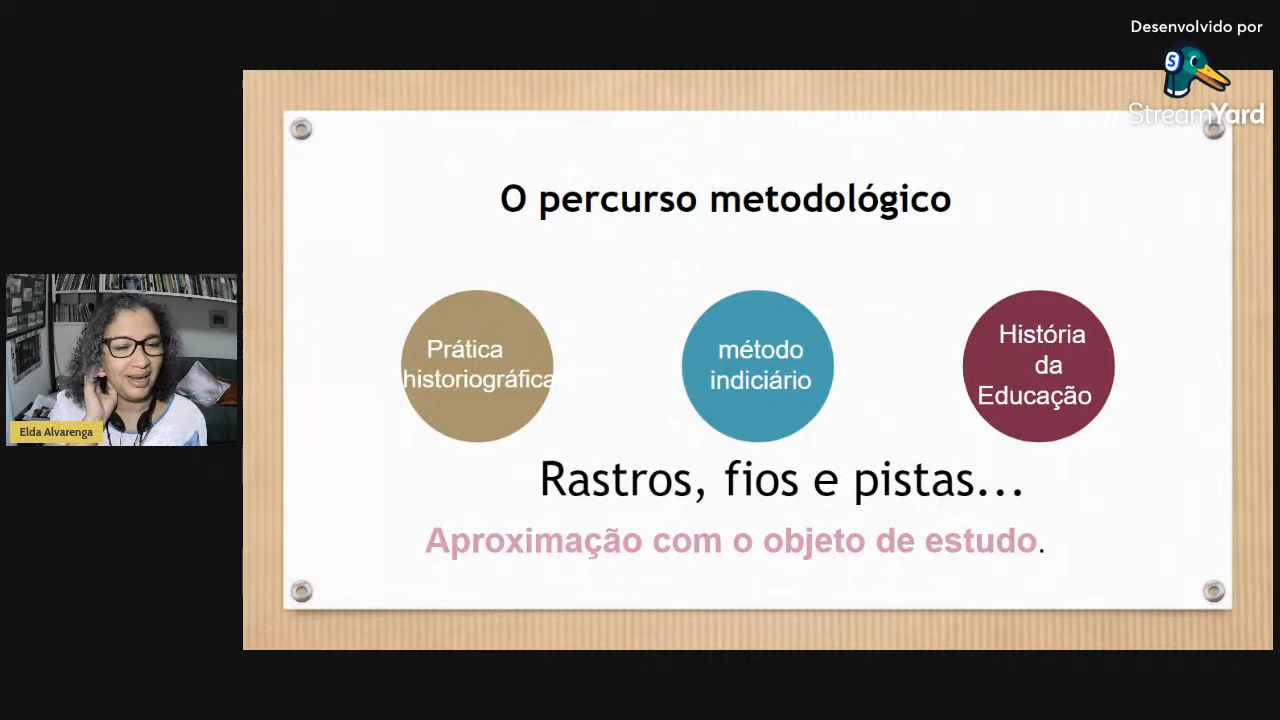 Desenvolvido por
StreamYard
O percurso metodológico
Prática
historiográfica
método
indiciário
História
da
Educação
Rastros, fios e pistas...
Aproximação com o objeto de estudo.
Elda Alvarenga